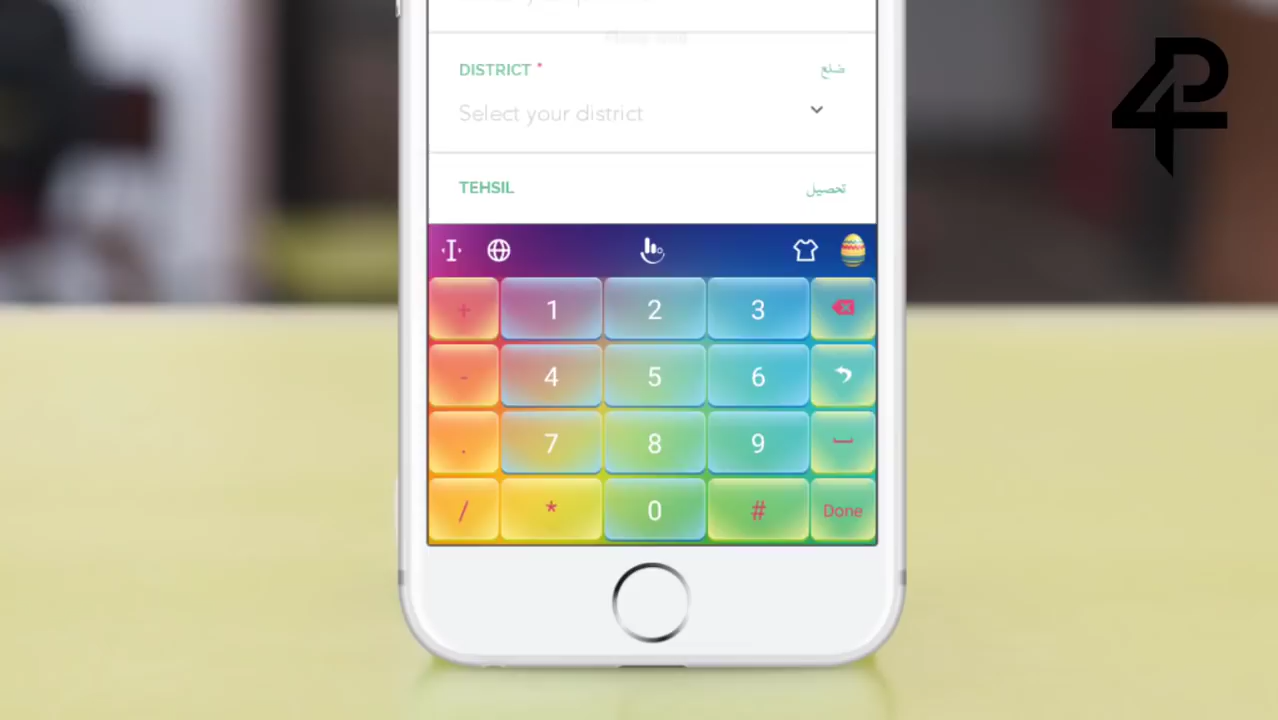 DISTRICT * ضلع
Select your district
TEHSIL تحصیل
+ 1 2 3
- 4 5 6
. 7 8 9
/ * 0 # Done